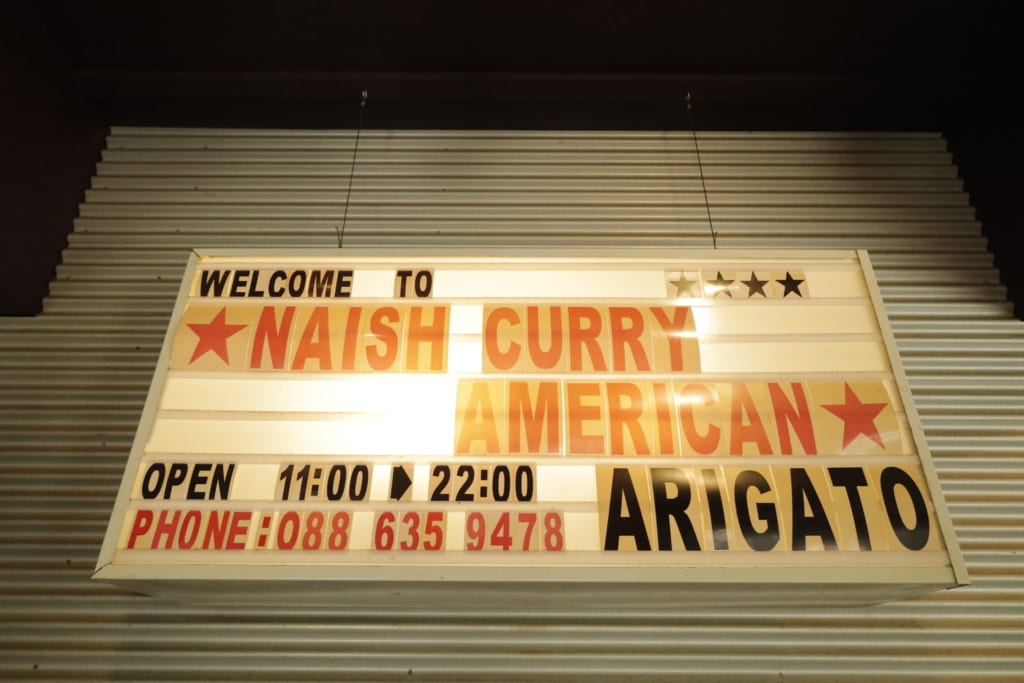 WELCOME TO ★★★★
★NAISH CURRY
AMERICAN★
OPEN 11:00 ▶ 22:00
PHONE:088 635 9478
ARIGATO